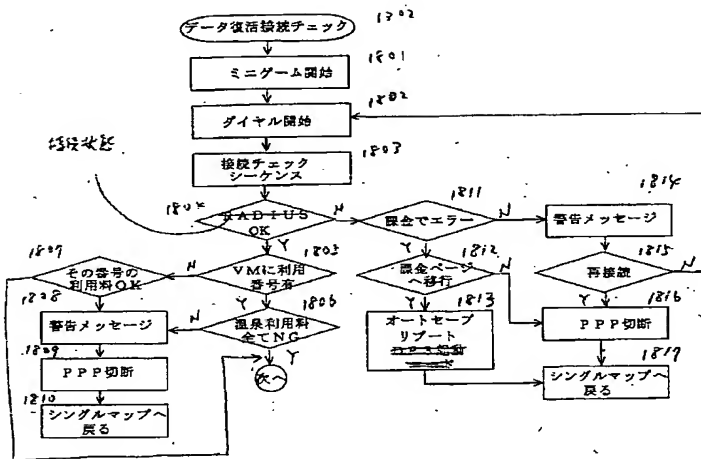 1302
データ復活接続チェック
1801
ミニゲーム開始
1802
ダイヤル開始
1803
接続チェック
シーケンス
接続状態
1804
RADIUS
OK
N
Y
1811
課金でエラー
N
Y
1814
警告メッセージ
1807
その番号の
利用料OK
1805
VMに利用
番号有
N
Y
1812
課金ページ
へ移行
N
Y
1815
再接続
N
Y
1808
警告メッセージ
1806
温泉利用料
全てNG
N
Y
1813
オートセーブ
リブート
1816
PPP切断
1809
PPP切断
次へ
1817
シングルマップへ
戻る
1810
シングルマップへ
戻る